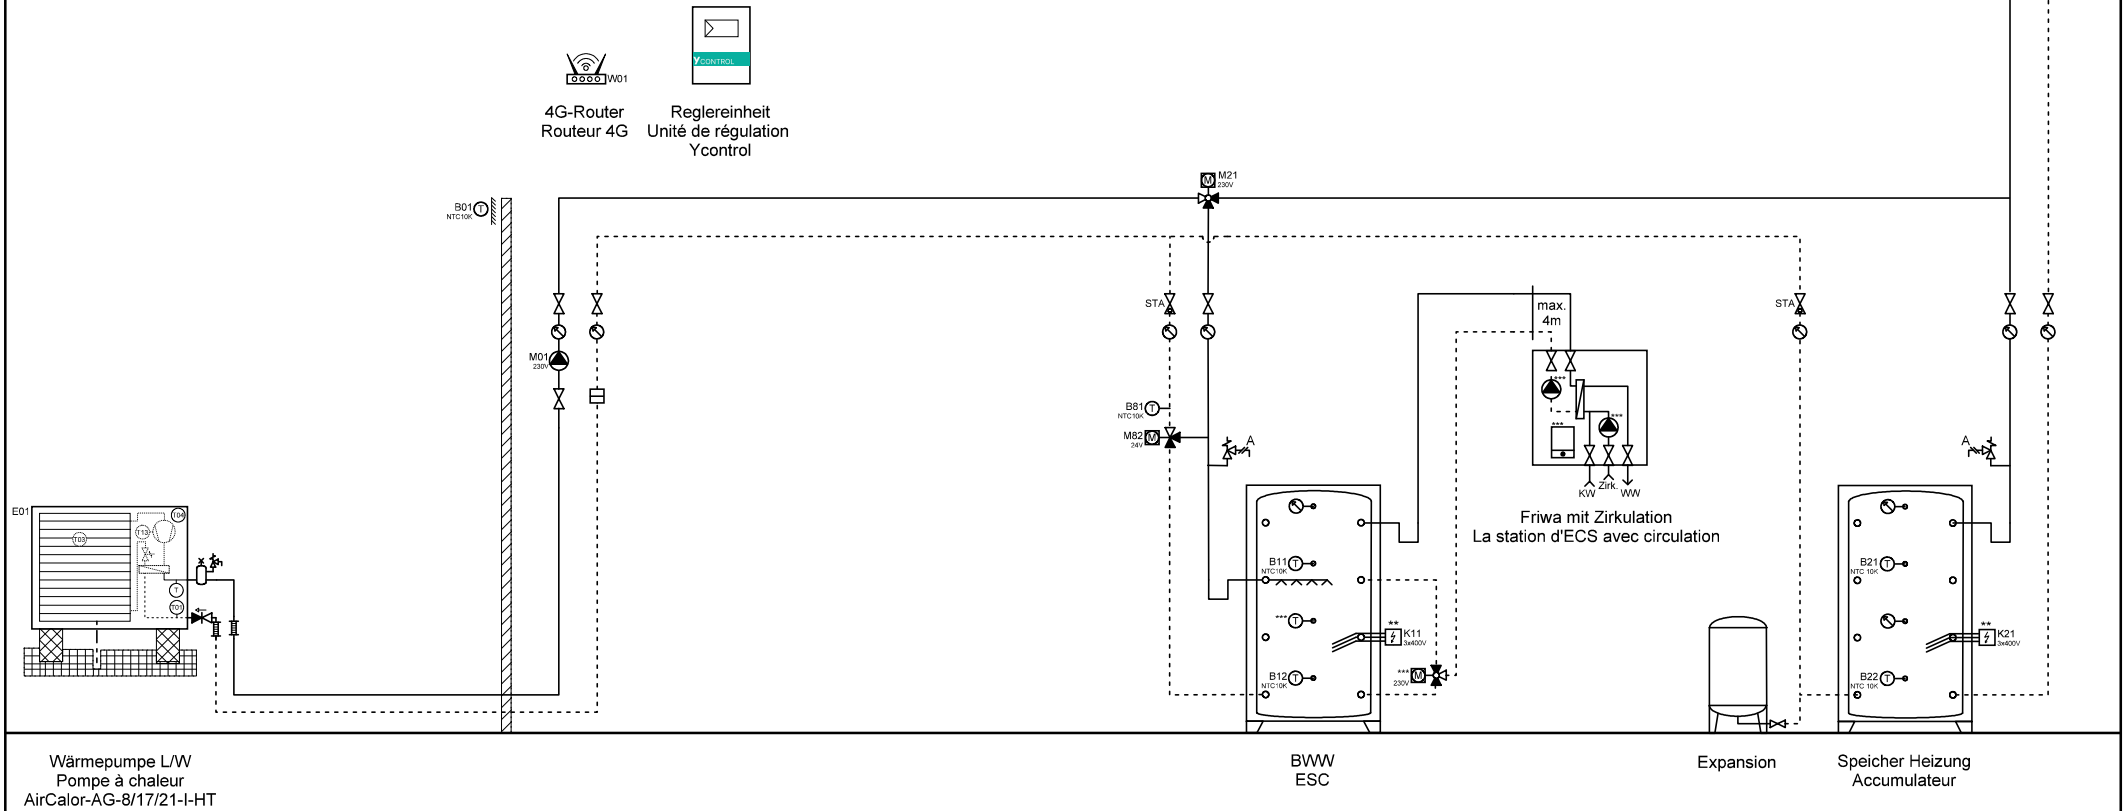 YCONTROL
W01
4G-Router
Routeur 4G
Reglereinheit
Unité de régulation
Ycontrol
M
M21
230V
B01
T
NTC10K
STA
STA
max.
4m
M01
230V
B81
T
NTC10K
M82
M
24V
A
A
***
***
***
KW
Zirk.
WW
Friwa mit Zirkulation
La station d'ECS avec circulation
E01
T04
T13
T03
T
T01
B11
T
NTC10K
***
T
**
K11
3x400V
B12
T
NTC10K
***
M
230V
B21
T
NTC 10K
**
K21
3x400V
B22
T
NTC 10K
Wärmepumpe L/W
Pompe à chaleur
AirCalor-AG-8/17/21-I-HT
BWW
ESC
Expansion
Speicher Heizung
Accumulateur